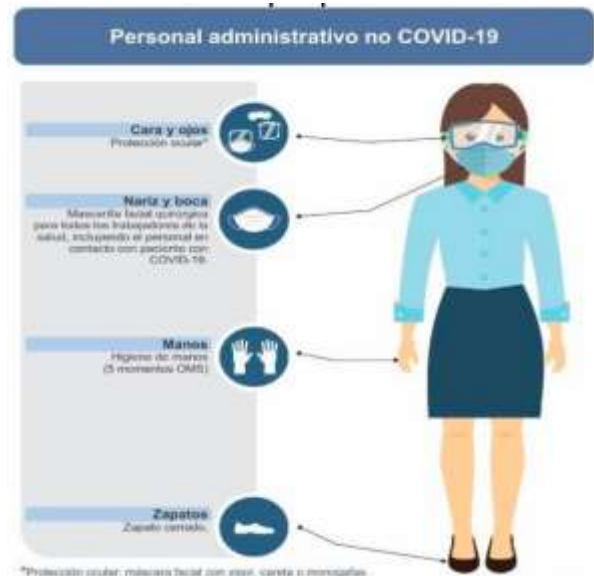 Personal administrativo no COVID-19
Cara y ojos
Protección ocular*
Nariz y boca
Mascarilla facial quirúrgica
para todos los trabajadores de la
salud, incluyendo el personal en
contacto con paciente con
COVID-19.
Manos
Higiene de manos
(5 momentos OMS)
Zapatos
Zapato cerrado.
*Protección ocular: máscara facial con visor, careta o monogafas